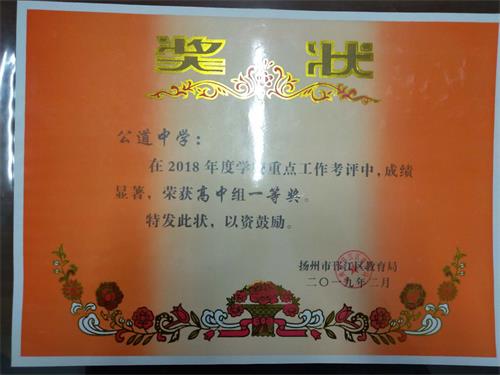 奖状
公道中学：
在2018年度学校重点工作考评中，成绩
显著，荣获高中组一等奖。
特发此状，以资鼓励。
扬州市邗江区教育局
二〇一九年二月